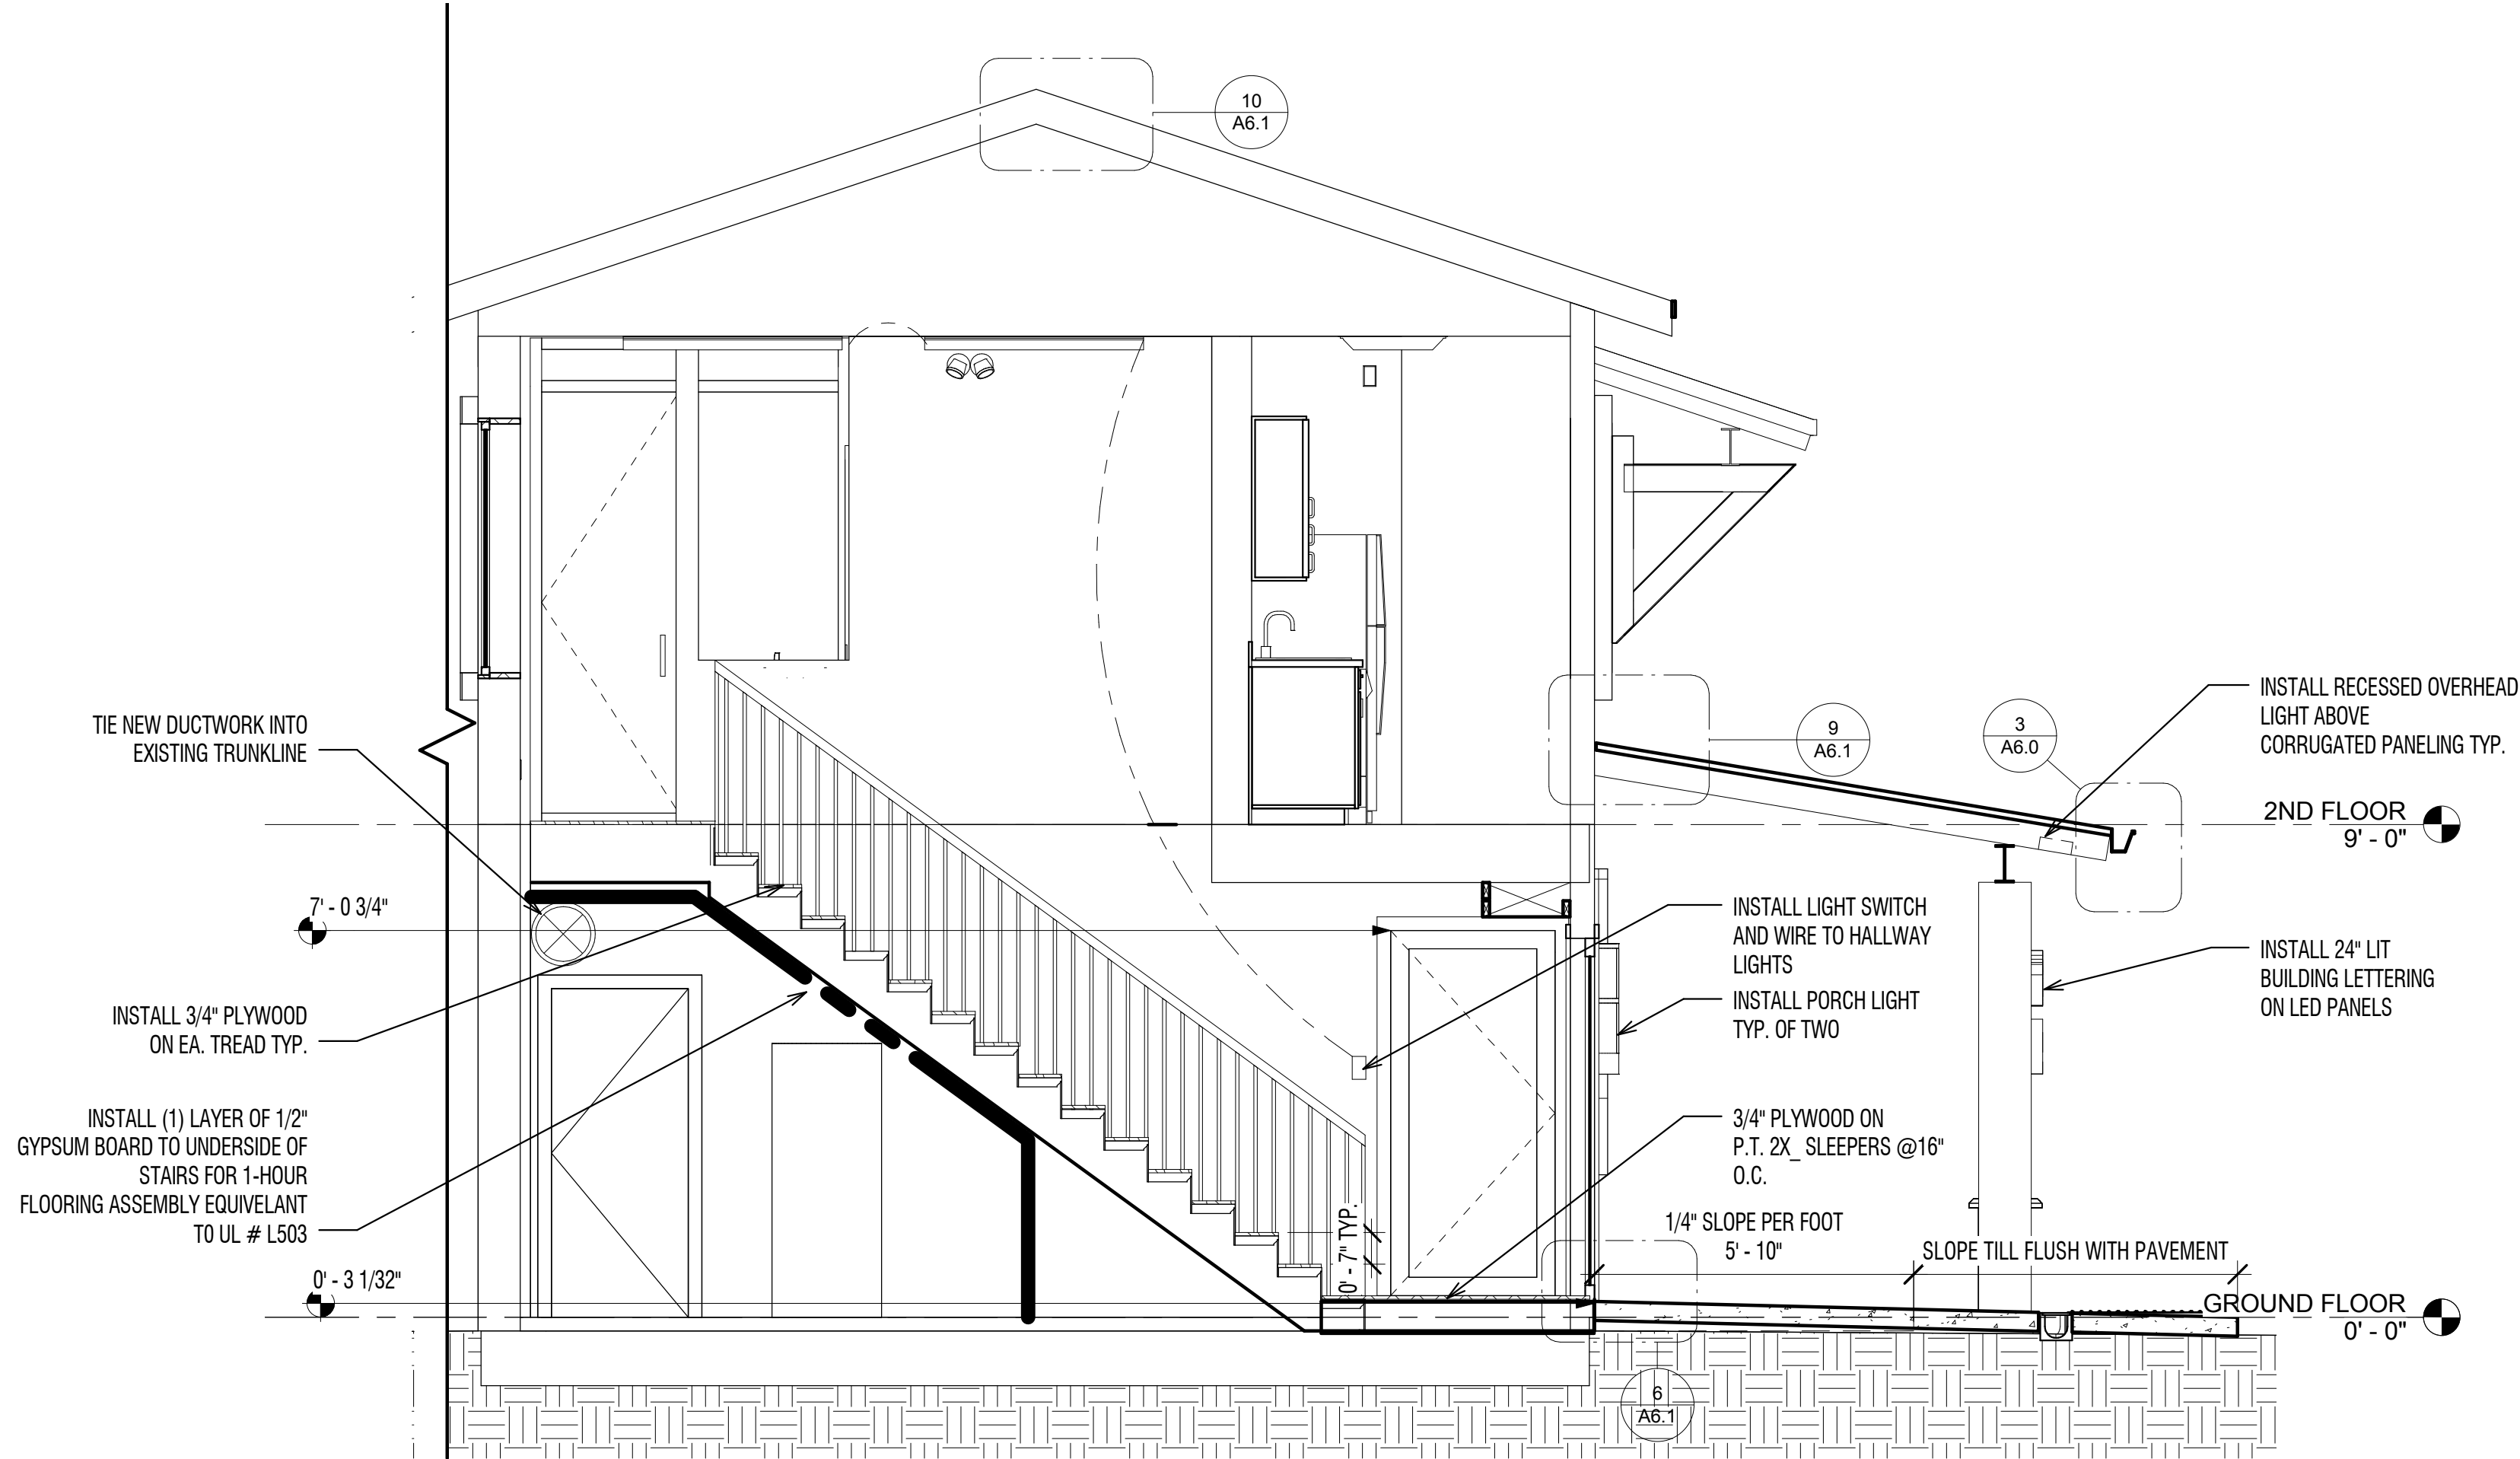 10
A6.1
TIE NEW DUCTWORK INTO
EXISTING TRUNKLINE
7' - 0 3/4"
INSTALL 3/4" PLYWOOD
ON EA. TREAD TYP.
INSTALL (1) LAYER OF 1/2"
GYPSUM BOARD TO UNDERSIDE OF
STAIRS FOR 1-HOUR
FLOORING ASSEMBLY EQUIVELANT
TO UL # L503
0' - 3 1/32"
0' - 7" TYP.
9
A6.1
3
A6.0
INSTALL RECESSED OVERHEAD
LIGHT ABOVE
CORRUGATED PANELING TYP.
2ND FLOOR
9' - 0"
INSTALL LIGHT SWITCH
AND WIRE TO HALLWAY
LIGHTS
INSTALL PORCH LIGHT
TYP. OF TWO
INSTALL 24" LIT
BUILDING LETTERING
ON LED PANELS
3/4" PLYWOOD ON
P.T. 2X_ SLEEPERS @16"
O.C.
1/4" SLOPE PER FOOT
5' - 10"
SLOPE TILL FLUSH WITH PAVEMENT
GROUND FLOOR
0' - 0"
6
A6.1